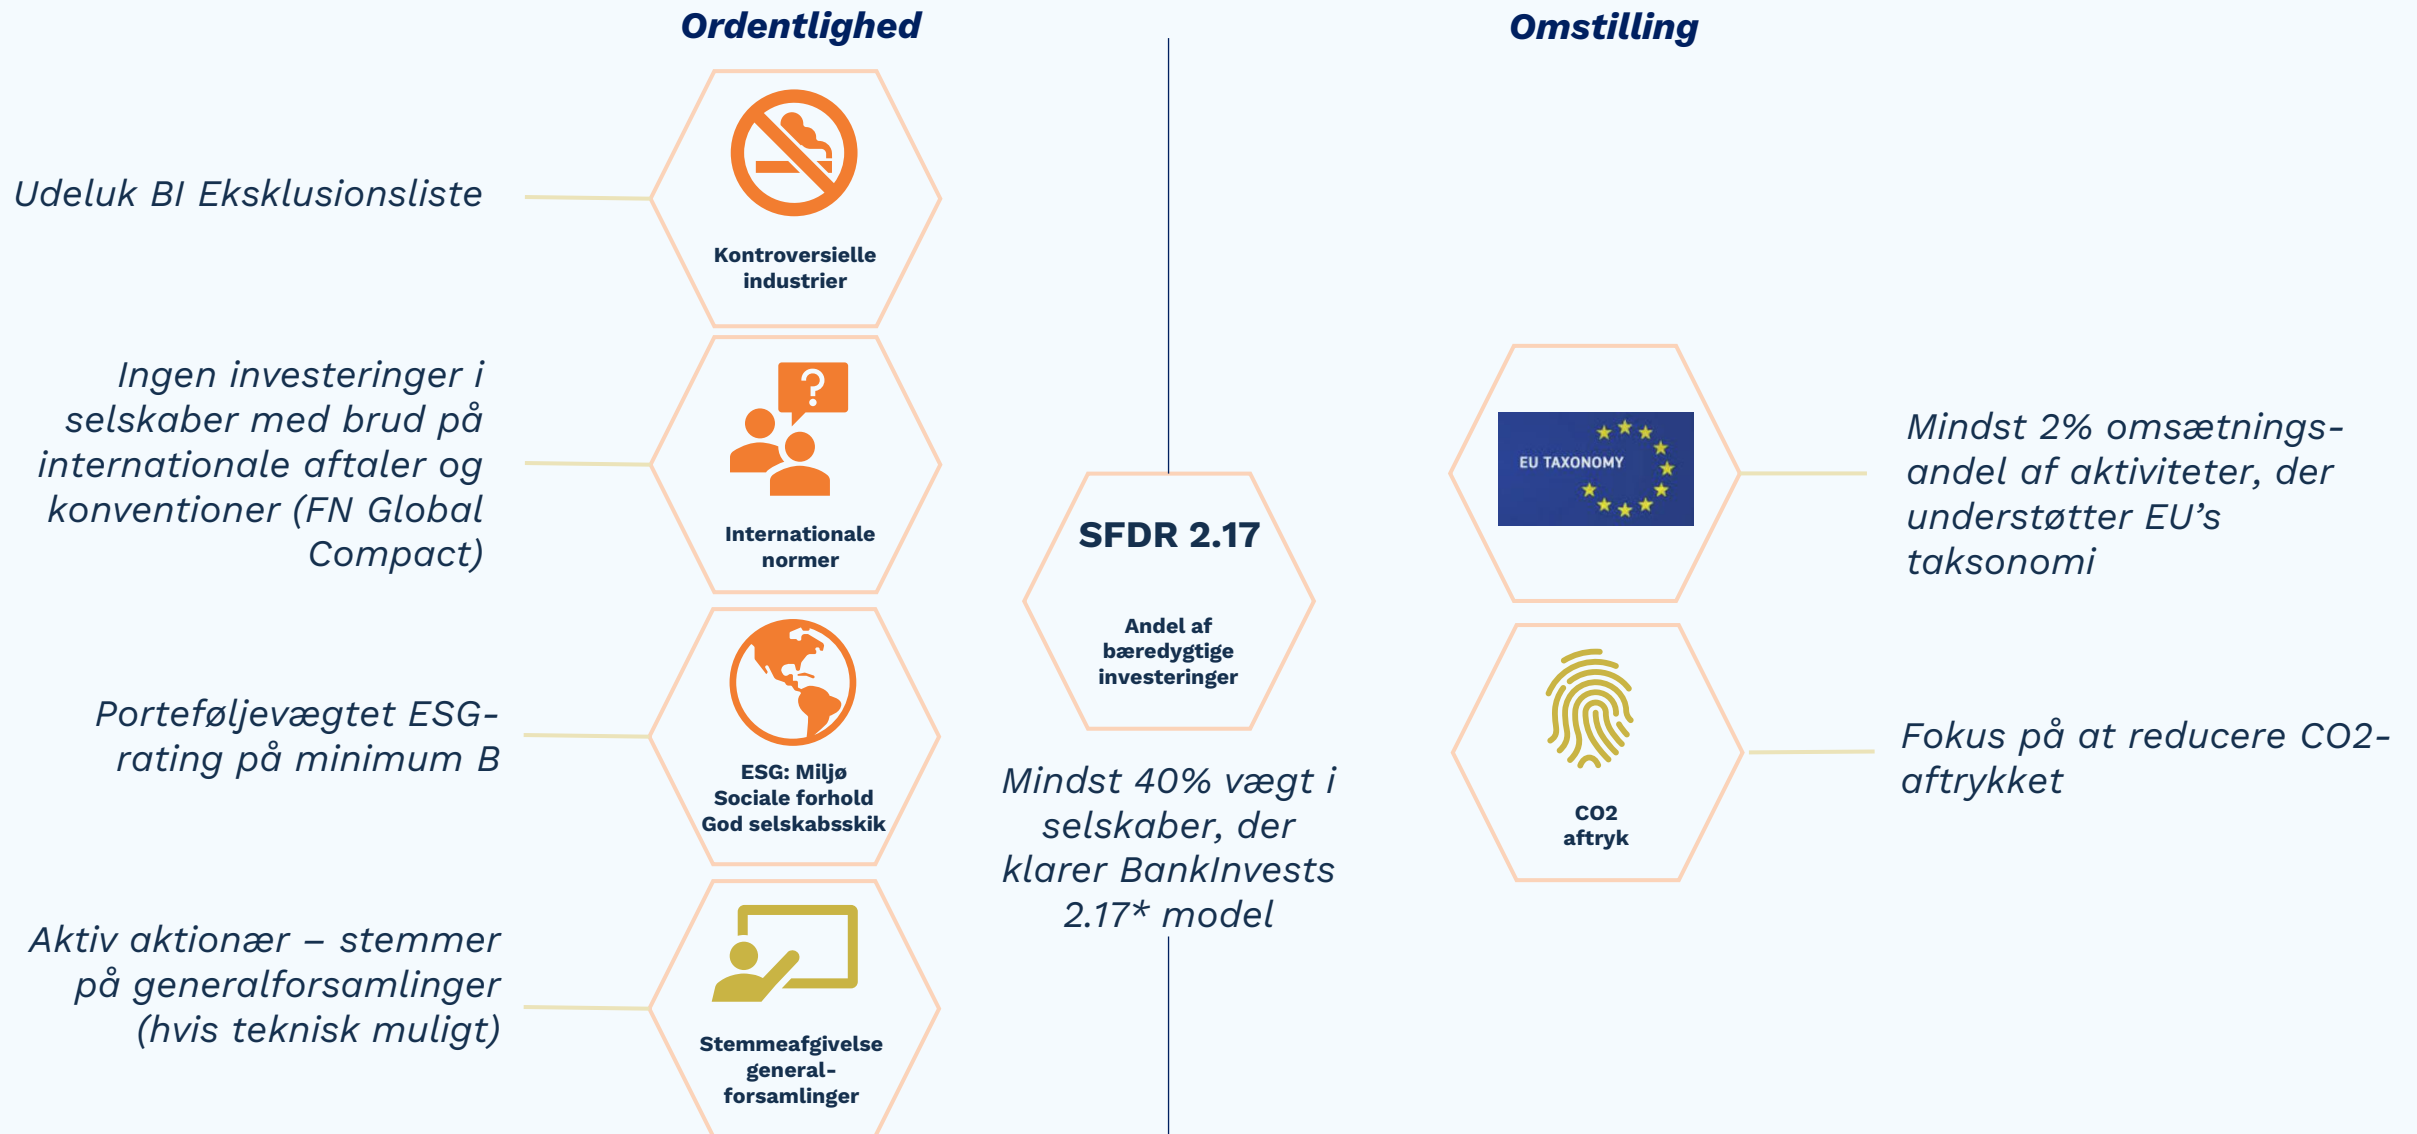 Ordentlighed
Udeluk BI Eksklusionsliste
Kontroversielle
industrier
Ingen investeringer i
selskaber med brud på
internationale aftaler og
konventioner (FN Global
Compact)
?
Internationale
normer
Porteføljevægtet ESG-
rating på minimum B
ESG: Miljø
Sociale forhold
God selskabsskik
Aktiv aktionær – stemmer
på generalforsamlinger
(hvis teknisk muligt)
Stemmeafgivelse
general-
forsamlinger
SFDR 2.17
Andel af
bæredygtige
investeringer
Mindst 40% vægt i
selskaber, der
klarer BankInvests
2.17* model
Omstilling
EU TAXONOMY
Mindst 2% omsætnings-
andel af aktiviteter, der
understøtter EU’s
taksonomi
CO2
aftryk
Fokus på at reducere CO2-
aftrykket